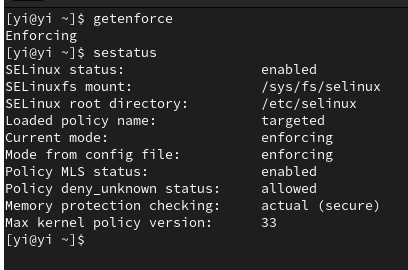 [yi@yi ~]$ getenforce
Enforcing
[yi@yi ~]$ sestatus
SELinux status:                 enabled
SELinuxfs mount:                /sys/fs/selinux
SELinux root directory:         /etc/selinux
Loaded policy name:             targeted
Current mode:                   enforcing
Mode from config file:          enforcing
Policy MLS status:              enabled
Policy deny_unknown status:     allowed
Memory protection checking:     actual (secure)
Max kernel policy version:      33
[yi@yi ~]$